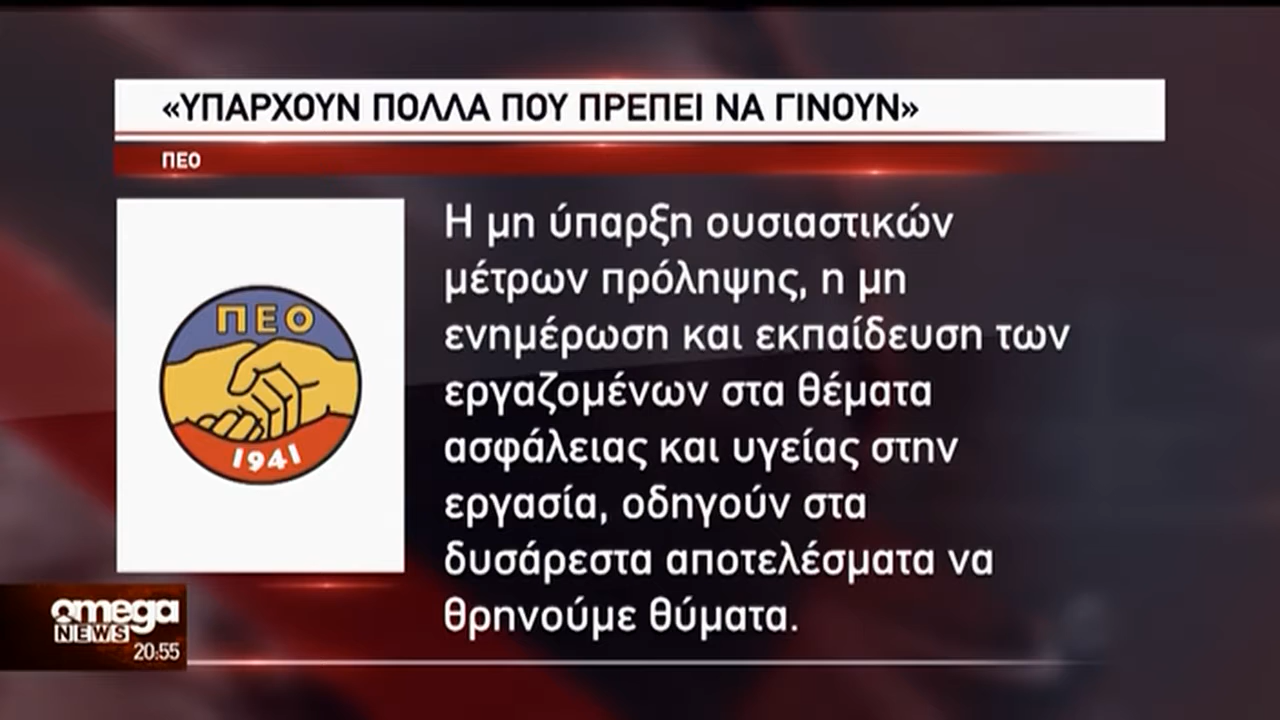 «ΥΠΑΡΧΟΥΝ ΠΟΛΛΑ ΠΟΥ ΠΡΕΠΕΙ ΝΑ ΓΙΝΟΥΝ»
ΠΕΟ
ΠΕΟ
1941
Η μη ύπαρξη ουσιαστικών
μέτρων πρόληψης, η μη
ενημέρωση και εκπαίδευση των
εργαζομένων στα θέματα
ασφάλειας και υγείας στην
εργασία, οδηγούν στα
δυσάρεστα αποτελέσματα να
θρηνούμε θύματα.
omega
NEWS
20:55